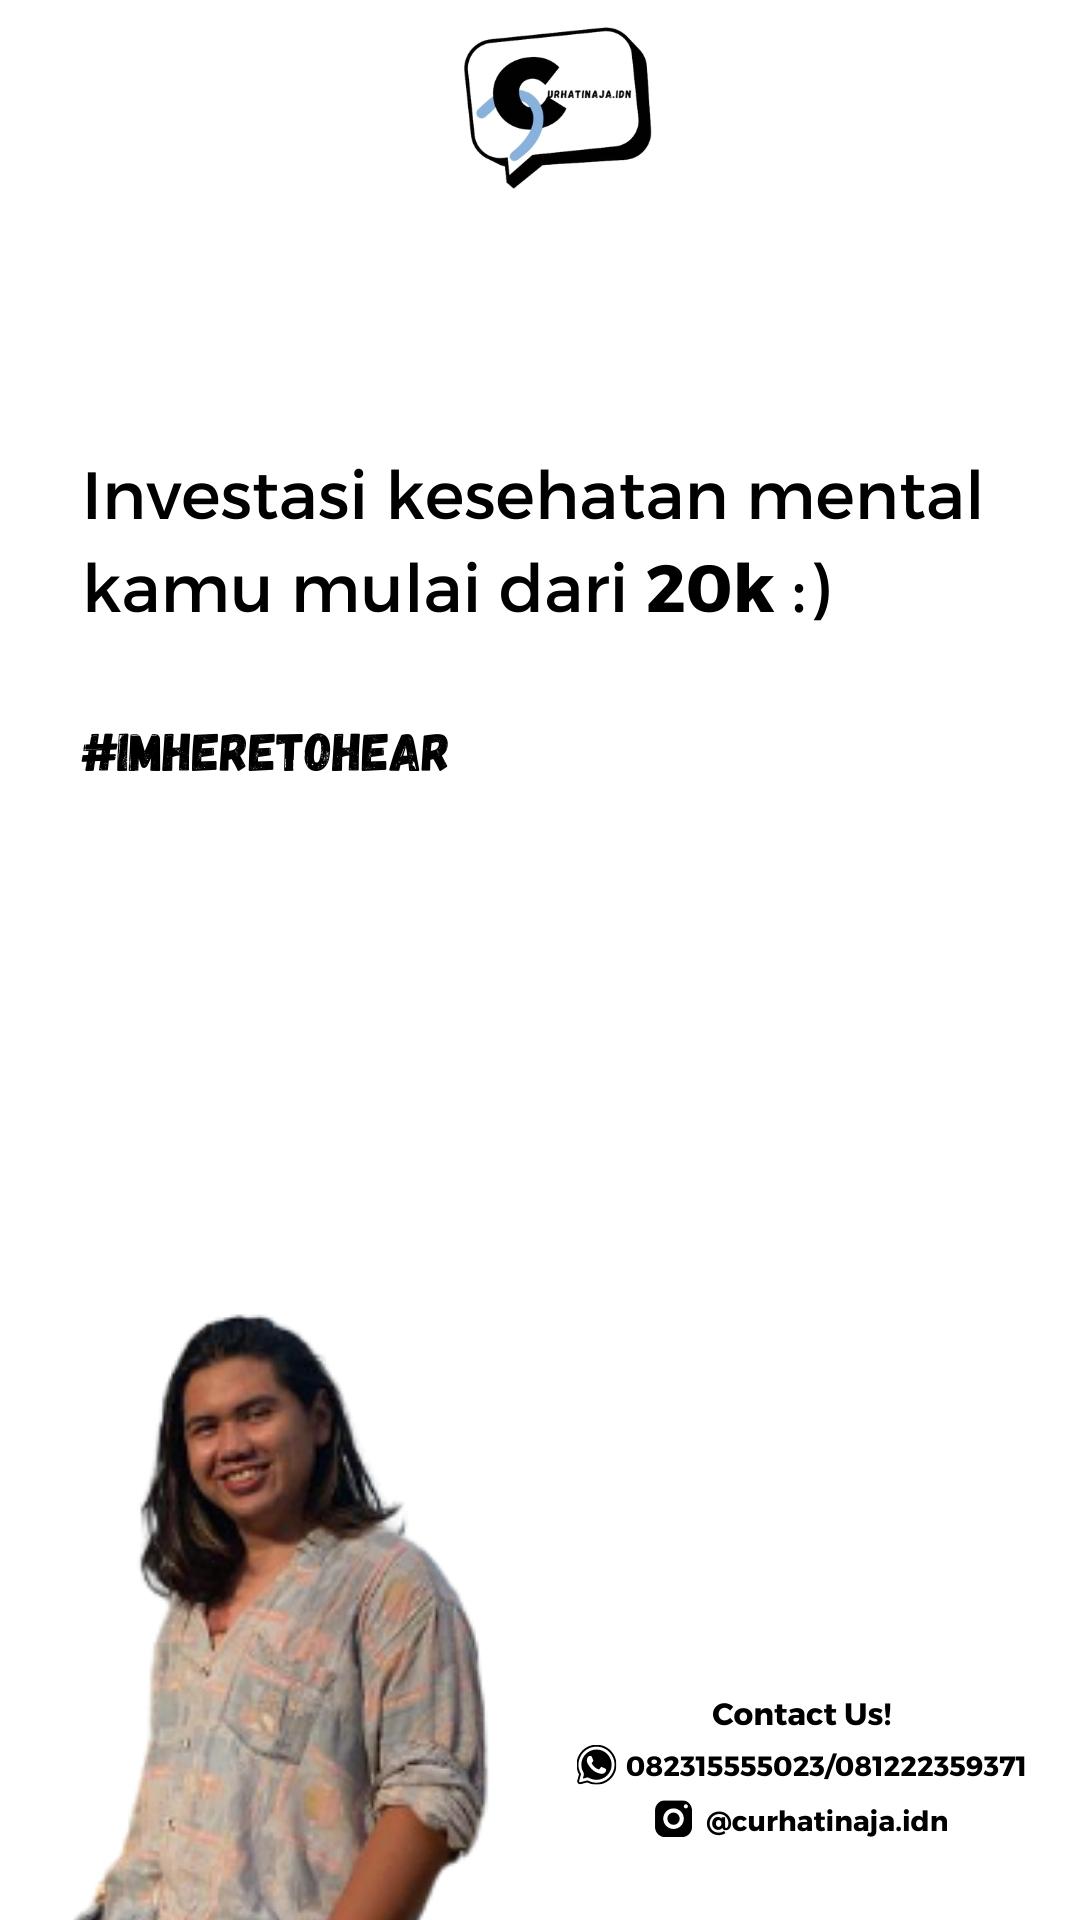 CURHATINAJA.IDN
Investasi kesehatan mental
kamu mulai dari 20k :)
#IMHERETOHEAR
Contact Us!
082315555023/081222359371
@curhatinaja.idn